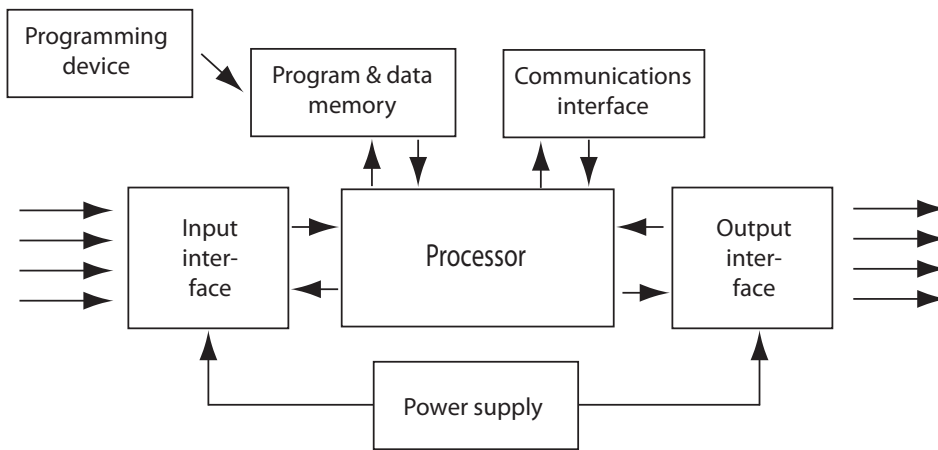 Programming
device
Program & data
memory
Communications
interface
Input
inter-
face
Processor
Output
inter-
face
Power supply